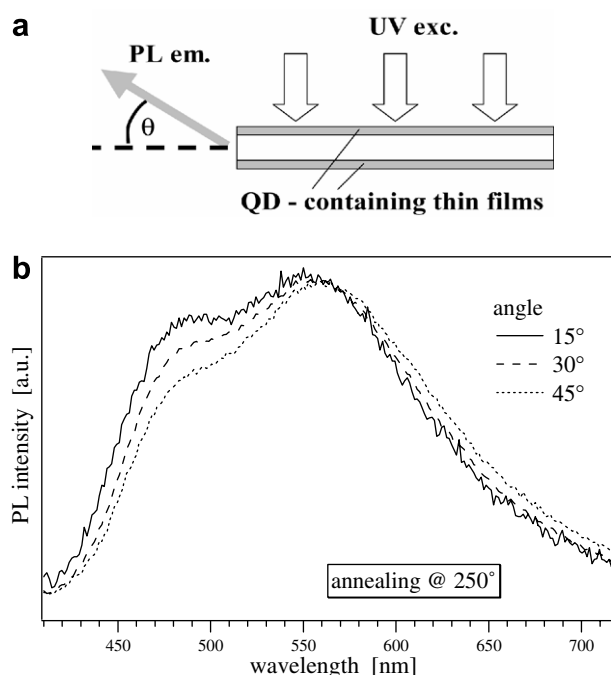 a
UV exc.
PL em.
θ
QD - containing thin films
b
PL intensity [a.u.]
angle
15°
30°
45°
annealing @ 250°
450 500 550 600 650 700
wavelength [nm]